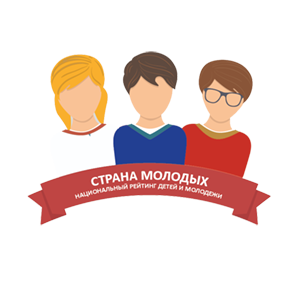 СТРАНА МОЛОДЫХ
НАЦИОНАЛЬНЫЙ РЕЙТИНГ ДЕТЕЙ И МОЛОДЕЖИ